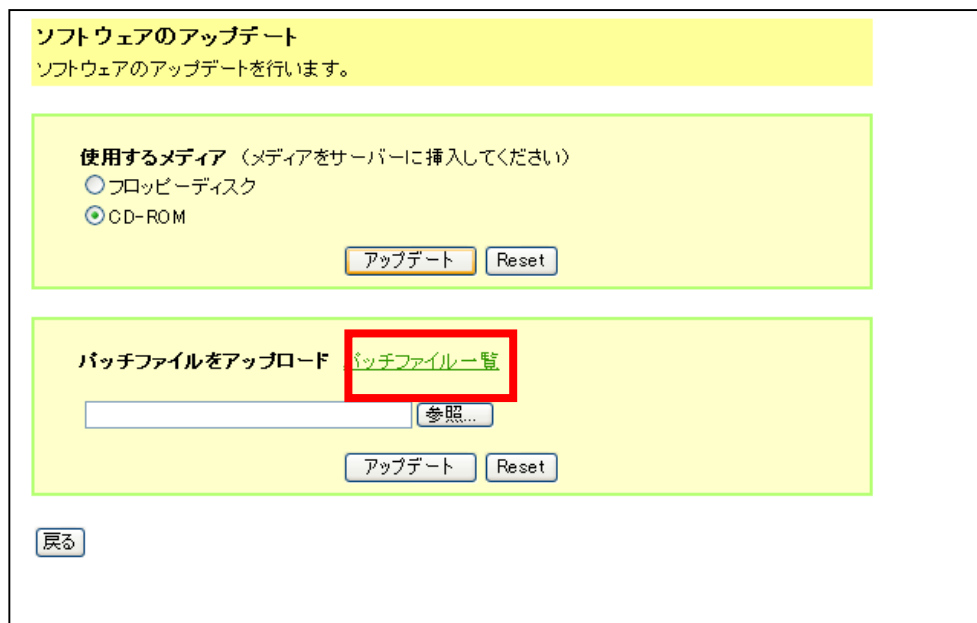 ソフトウェアのアップデート
ソフトウェアのアップデートを行います。
使用するメディア （メディアをサーバーに挿入してください）
フロッピーディスク
CD-ROM
アップデート Reset
パッチファイルをアップロード パッチファイル一覧
参照...
アップデート Reset
戻る